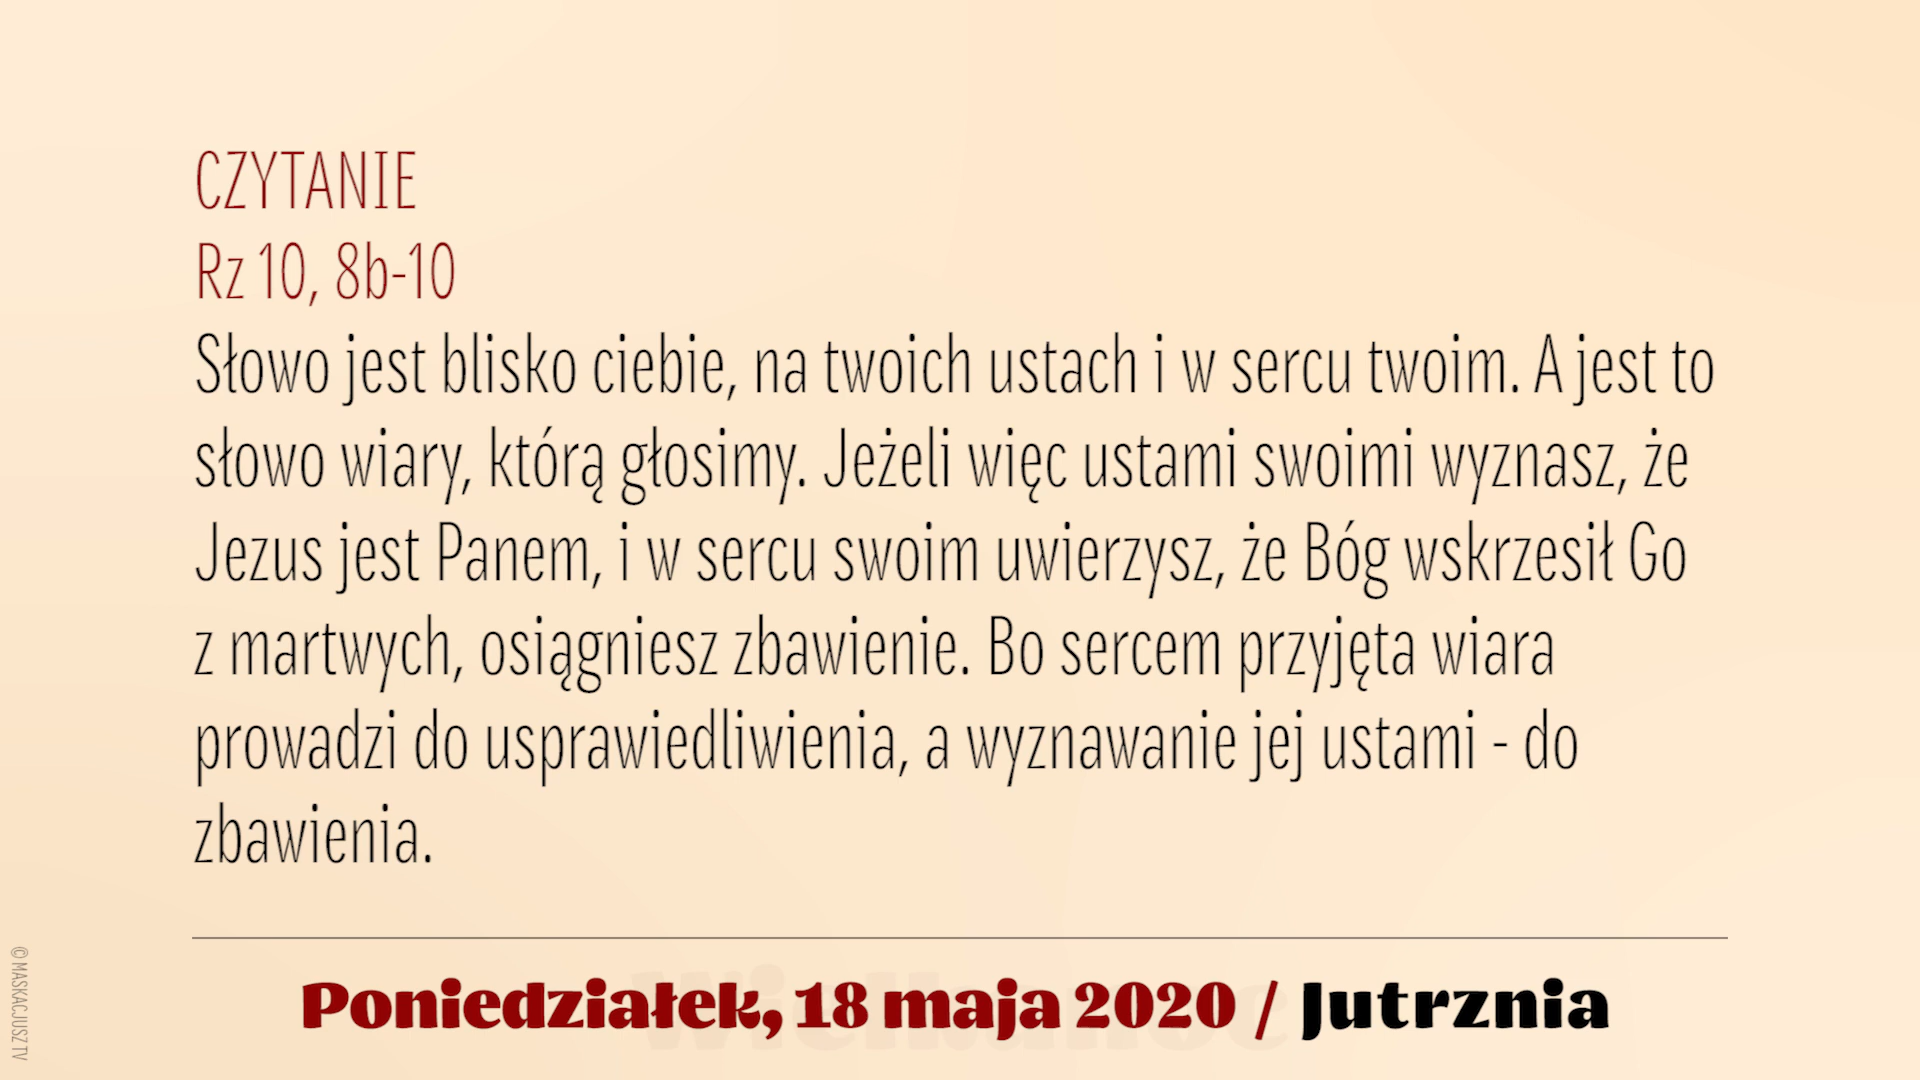 CZYTANIE
Rz 10, 8b-10
Słowo jest blisko ciebie, na twoich ustach i w sercu twoim. A jest to
słowo wiary, którą głosimy. Jeżeli więc ustami swoimi wyznasz, że
Jezus jest Panem, i w sercu swoim uwierzysz, że Bóg wskrzesił Go
z martwych, osiągniesz zbawienie. Bo sercem przyjęta wiara
prowadzi do usprawiedliwienia, a wyznawanie jej ustami - do
zbawienia.
Poniedziałek, 18 maja 2020 / Jutrznia
© MASKACJUSZ TV